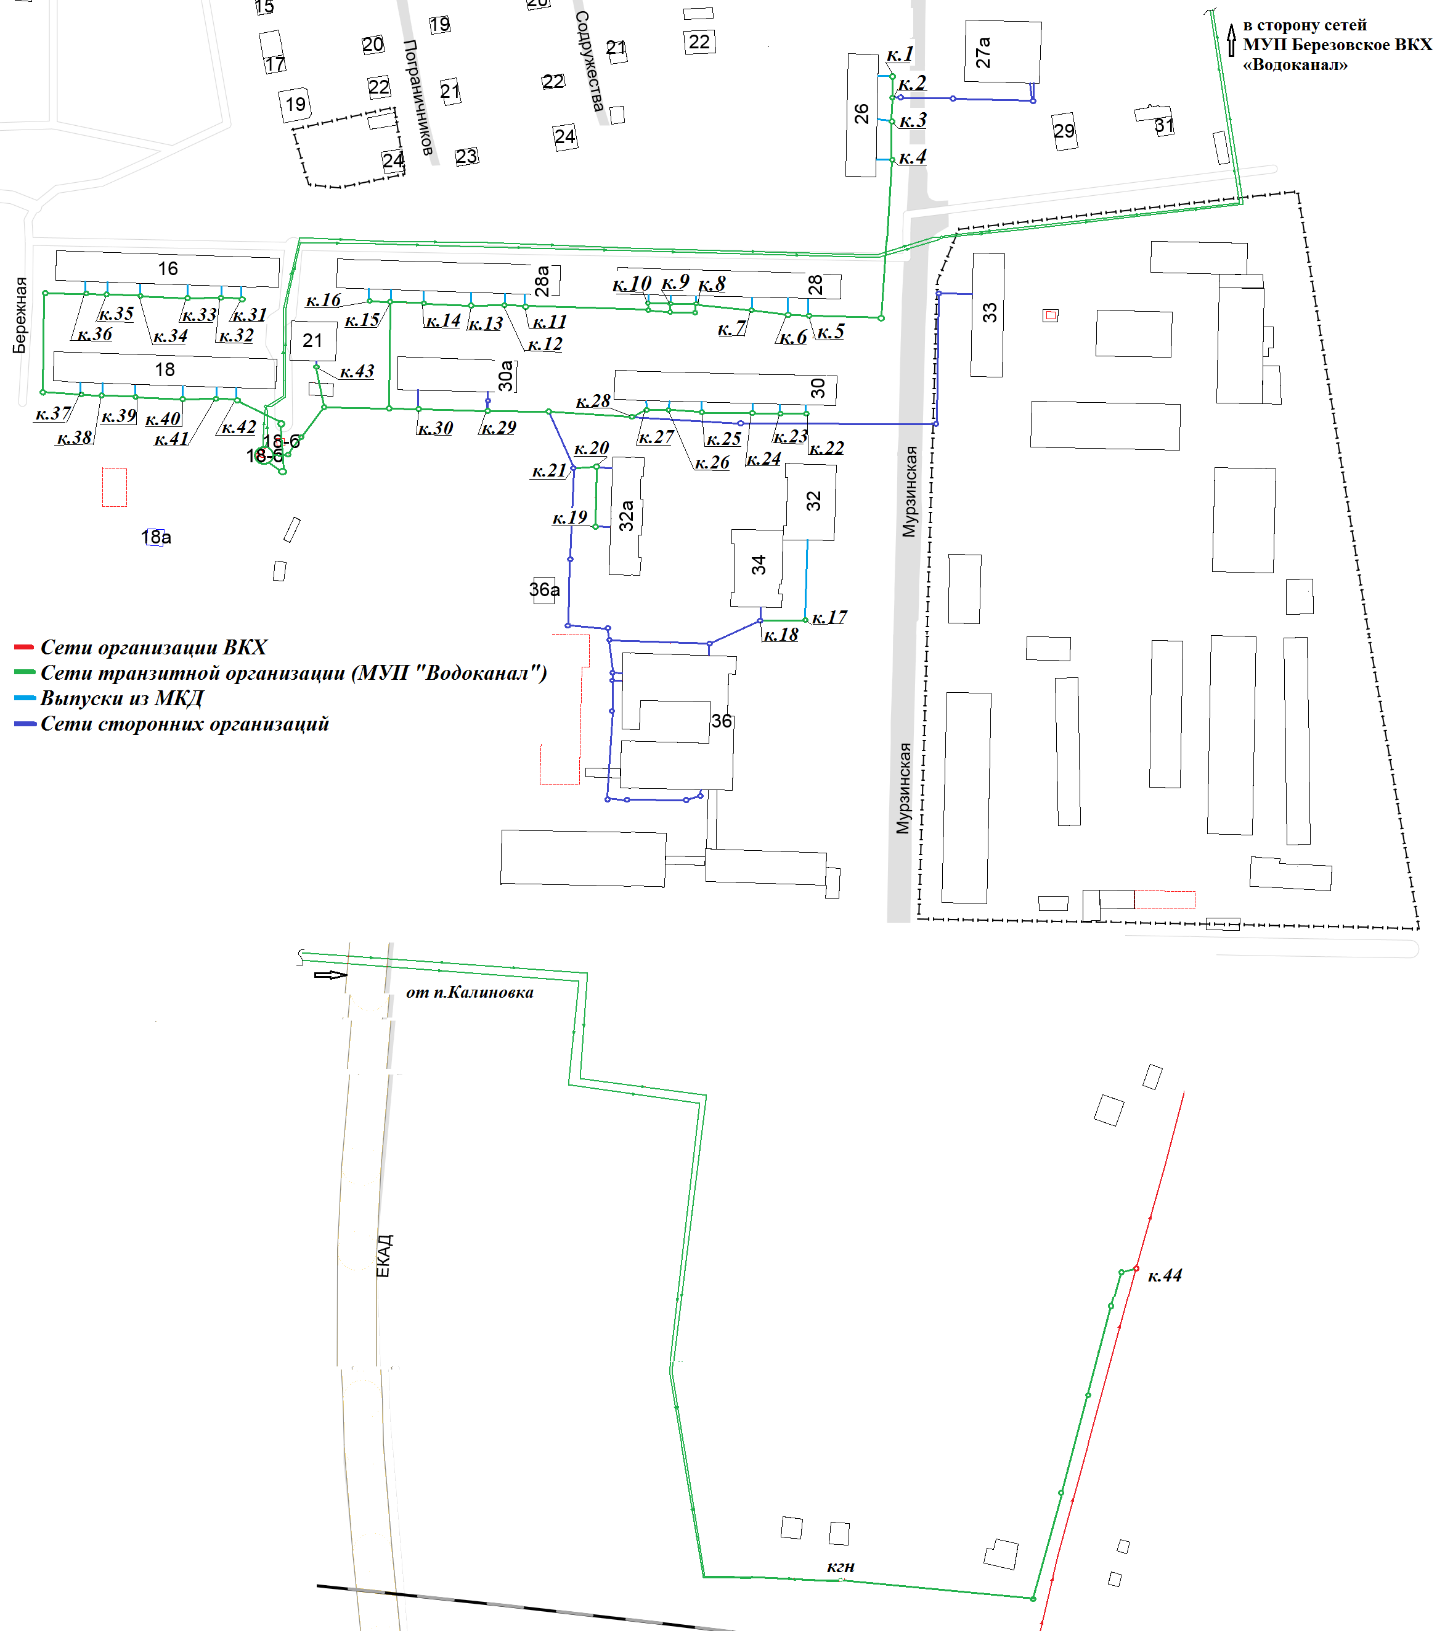 15
20
19
20
17
22
21
19
24
23
Пограничников
Содружества
21
22
22
24
к.1
к.2
к.3
к.4
26
27а
29
31
в сторону сетей
МУП Березовское ВКХ
«Водоканал»
Бережная
16
к.36
к.35
к.34
к.33
к.32
к.31
18
к.37
к.38
к.39
к.40
к.41
к.42
21
к.43
18-б
18-б
18а
28а
к.16
к.15
к.14
к.13
к.12
к.11
28
к.10
к.9
к.8
к.7
к.6
к.5
30а
к.30
к.29
30
к.28
к.27
к.26
к.25
к.24
к.23
к.22
33
к.21
к.20
к.19
32а
32
34
к.17
к.18
36а
36
Мурзинская
Мурзинская
Сети организации ВКХ
Сети транзитной организации (МУП "Водоканал")
Выпуски из МКД
Сети сторонних организаций
от п.Калиновка
ЕКАД
к.44
кгн